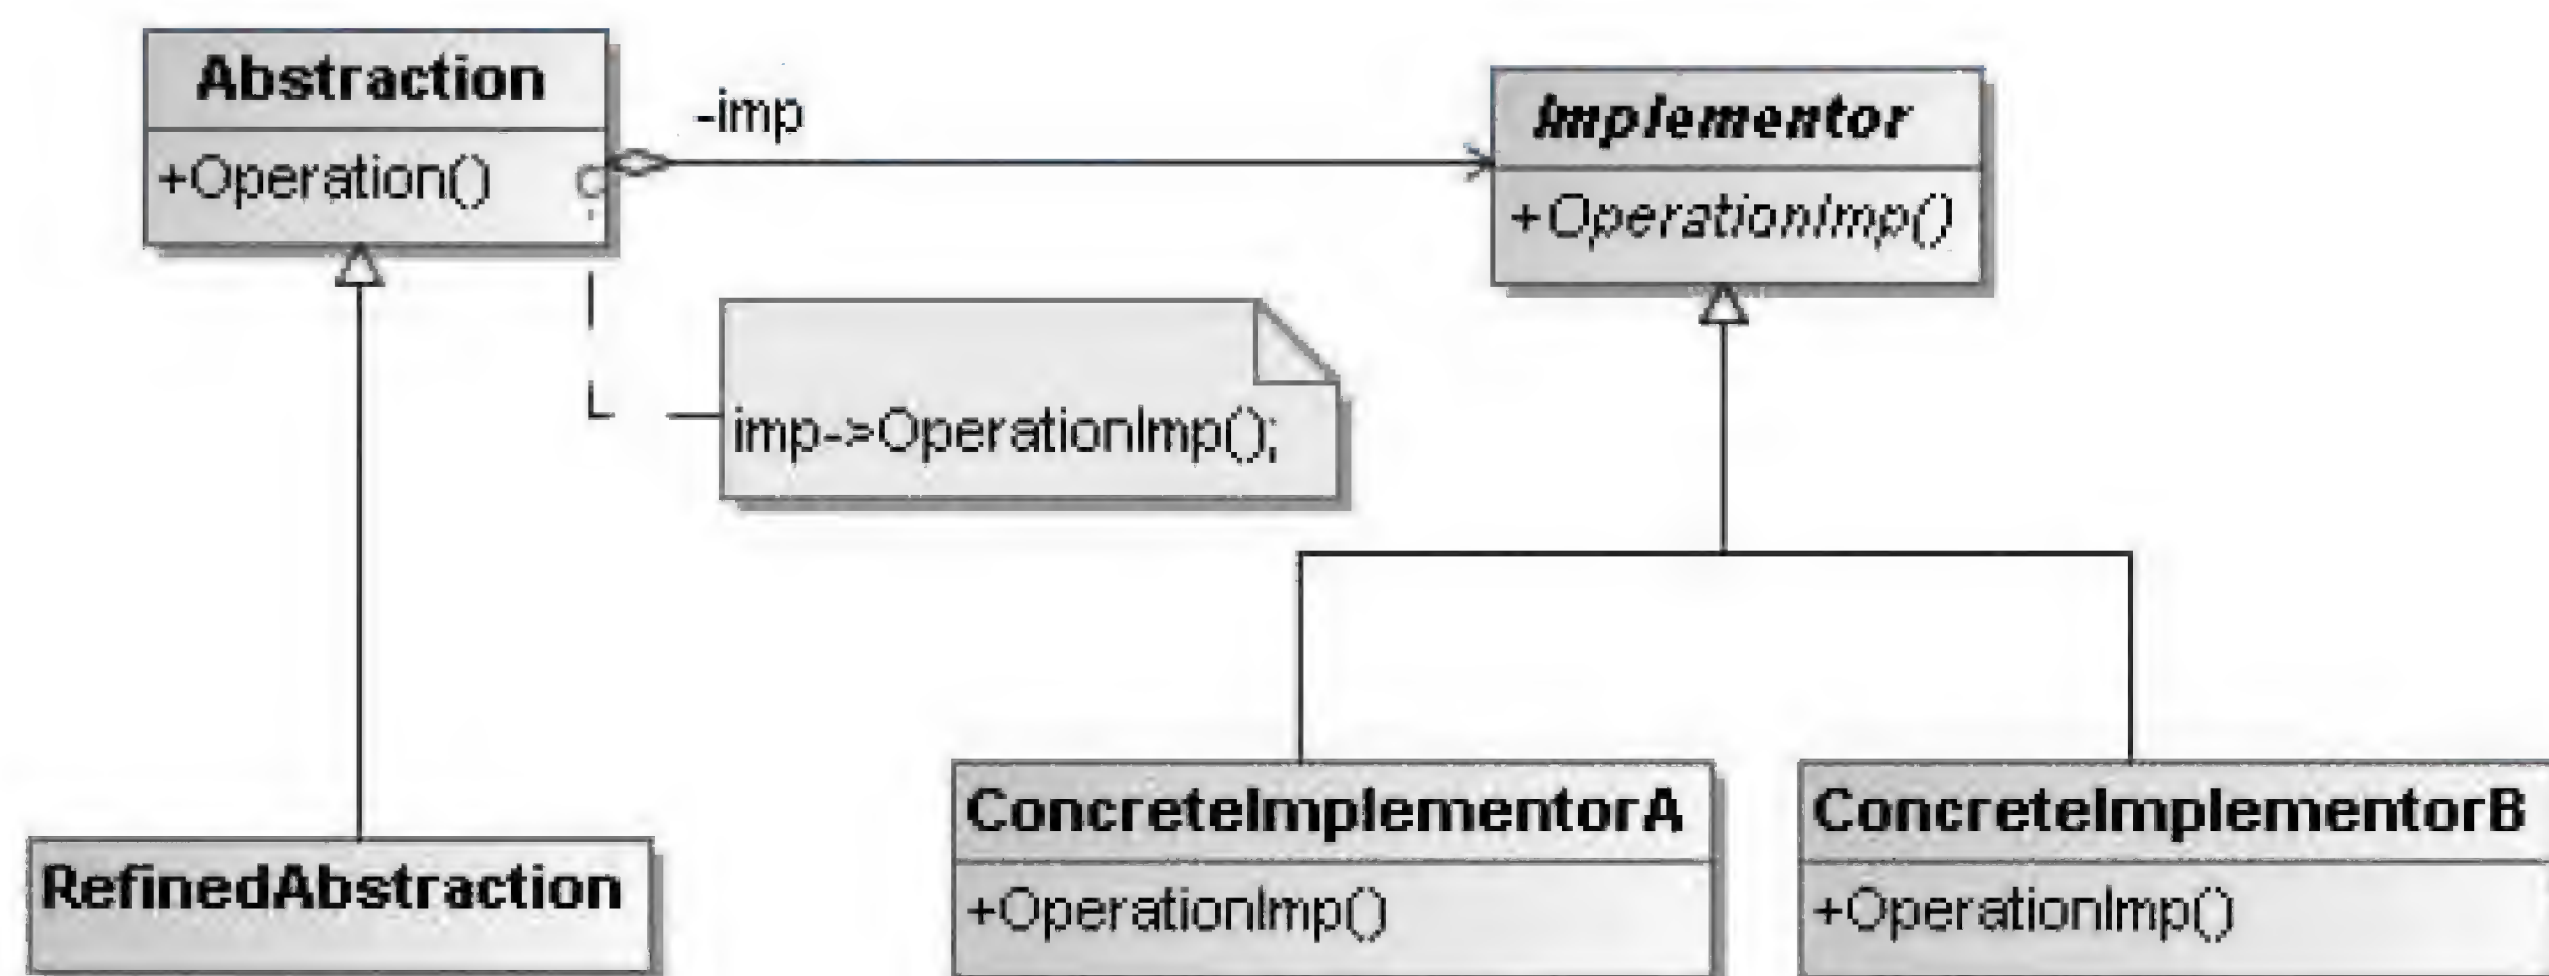 Abstraction
+Operation()
-imp
Implementor
+OperationImp()
imp->OperationImp();
RefinedAbstraction
ConcreteImplementorA
+OperationImp()
ConcreteImplementorB
+OperationImp()